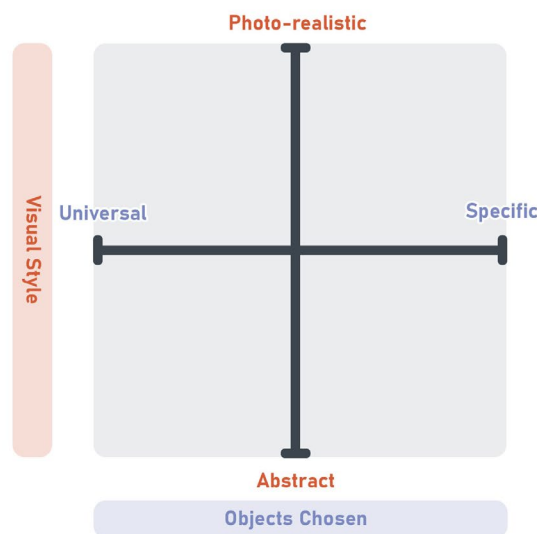 Photo-realistic
Visual Style
Universal
Specific
Abstract
Objects Chosen